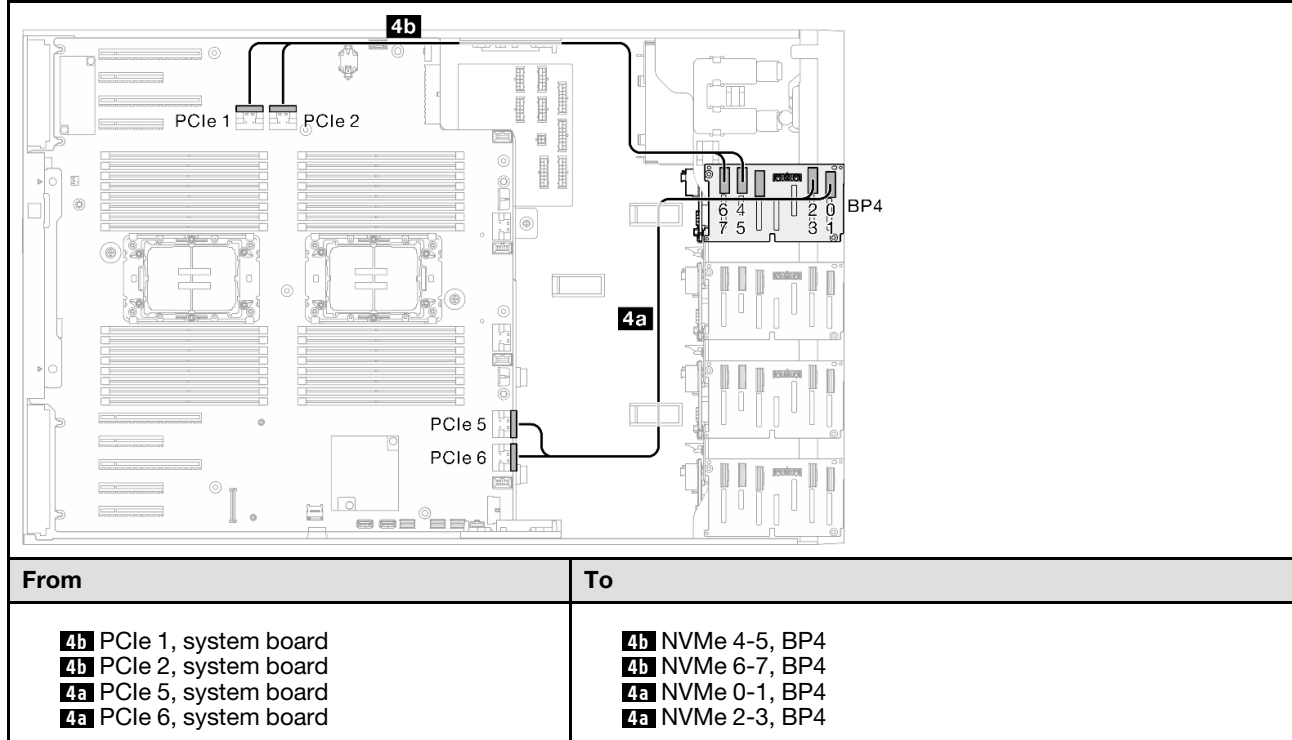 4b
PCIe 1
PCIe 2
6 4 2 0
BP4
7 5 3 1
4a
PCIe 5
PCIe 6
From To
4b PCIe 1, system board
4b PCIe 2, system board
4a PCIe 5, system board
4a PCIe 6, system board
4b NVMe 4-5, BP4
4b NVMe 6-7, BP4
4a NVMe 0-1, BP4
4a NVMe 2-3, BP4